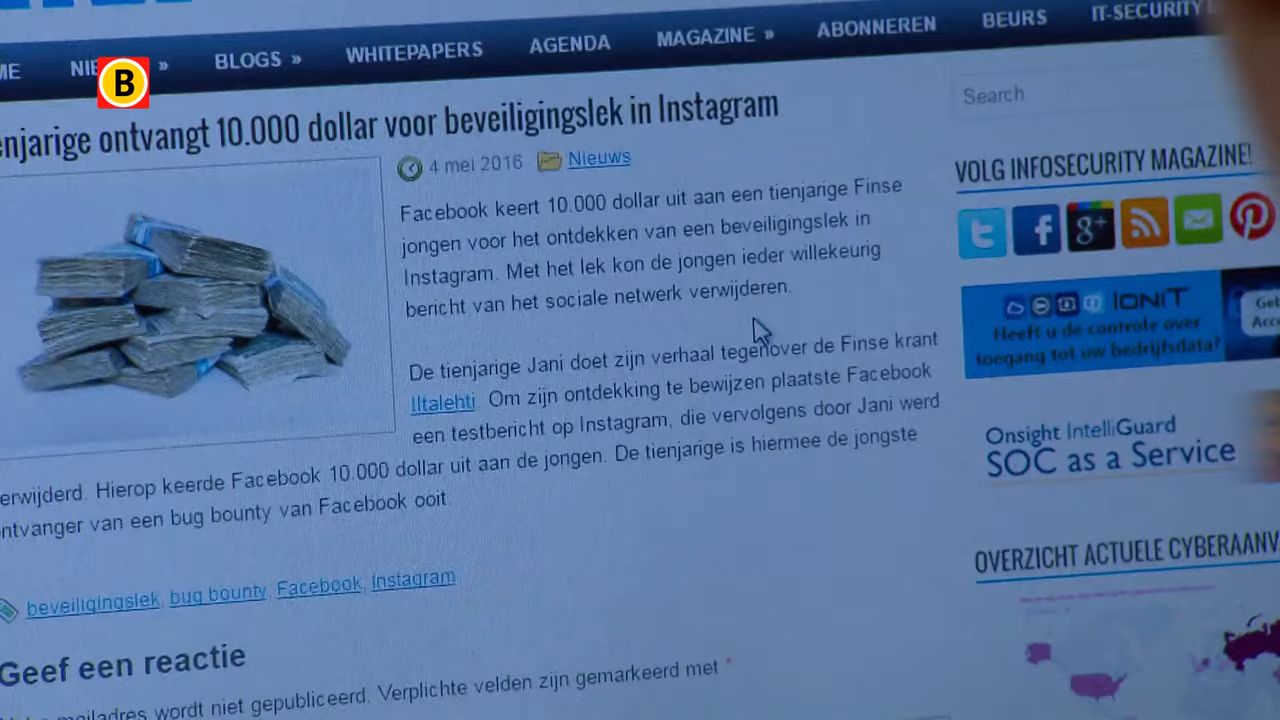 ME
NIE » BLOGS » WHITEPAPERS AGENDA MAGAZINE » ABONNEREN BEURS IT-SECURITY
B
enjarige ontvangt 10.000 dollar voor beveiligingslek in Instagram
4 mei 2016 Nieuws
Facebook keert 10.000 dollar uit aan een tienjarige Finse
jongen voor het ontdekken van een beveiligingslek in
Instagram. Met het lek kon de jongen ieder willekeurig
bericht van het sociale netwerk verwijderen.
De tienjarige Jani doet zijn verhaal tegenover de Finse krant
Iltalehti. Om zijn ontdekking te bewijzen plaatste Facebook
een testbericht op Instagram, die vervolgens door Jani werd
erwijderd. Hierop keerde Facebook 10.000 dollar uit aan de jongen. De tienjarige is hiermee de jongste
ontvanger van een bug bounty van Facebook ooit.
beveiligingslek, bug bounty, Facebook, Instagram
Geef een reactie
mailadres wordt niet gepubliceerd. Verplichte velden zijn gemarkeerd met *
Search
VOLG INFOSECURITY MAGAZINE!
IONIT
Heeft u de controle over
toegang tot uw bedrijfsdata?
Onsight IntelliGuard
SOC as a Service
OVERZICHT ACTUELE CYBERAANV